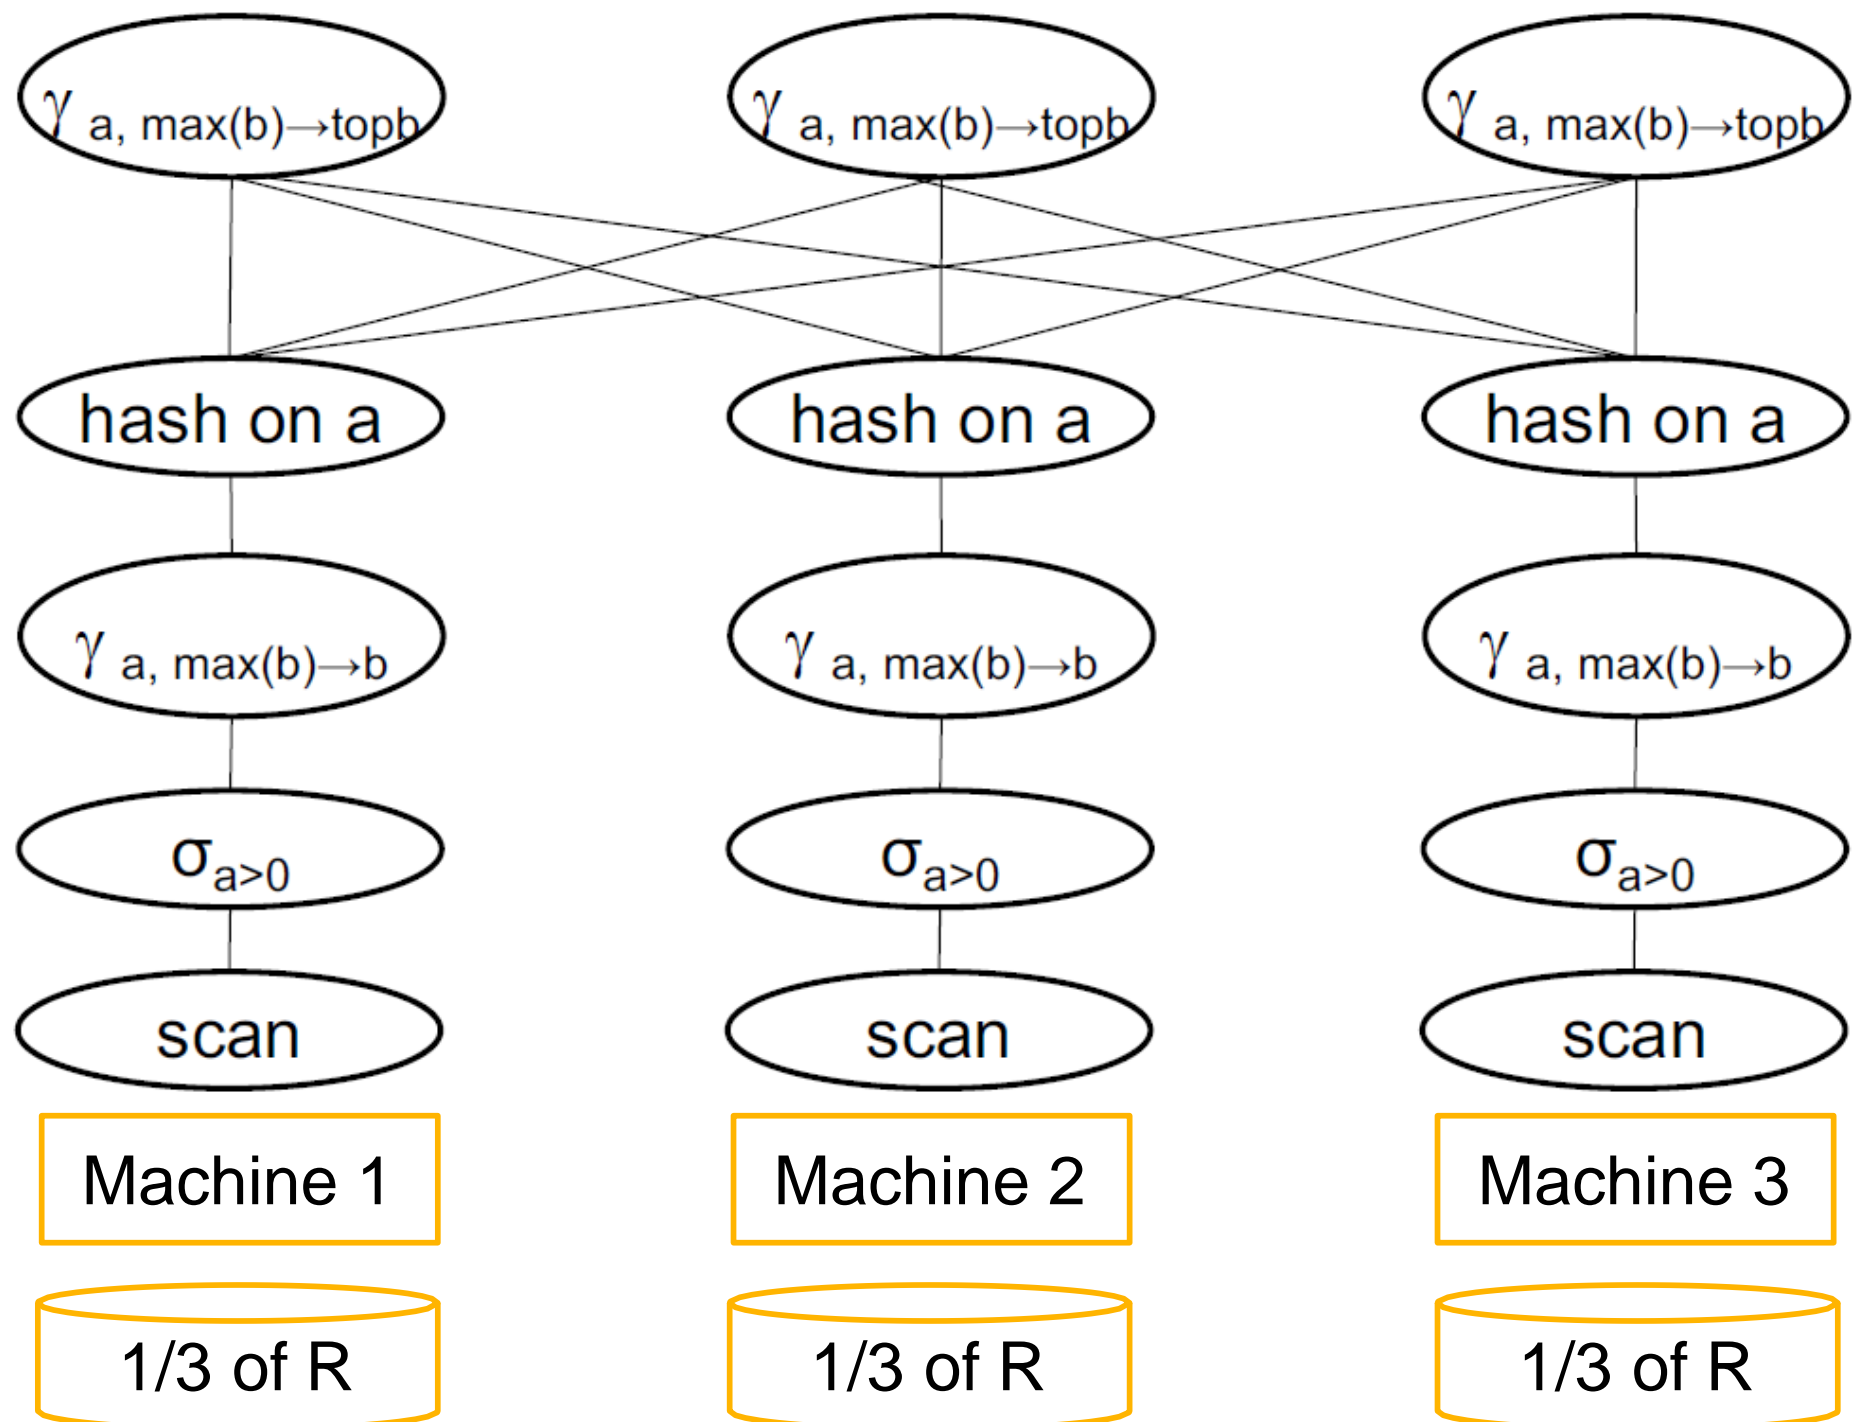 γ a, max(b)→topb γ a, max(b)→topb γ a, max(b)→topb
hash on a hash on a hash on a
γ a, max(b)→b γ a, max(b)→b γ a, max(b)→b
σa>0 σa>0 σa>0
scan scan scan
Machine 1 Machine 2 Machine 3
1/3 of R 1/3 of R 1/3 of R